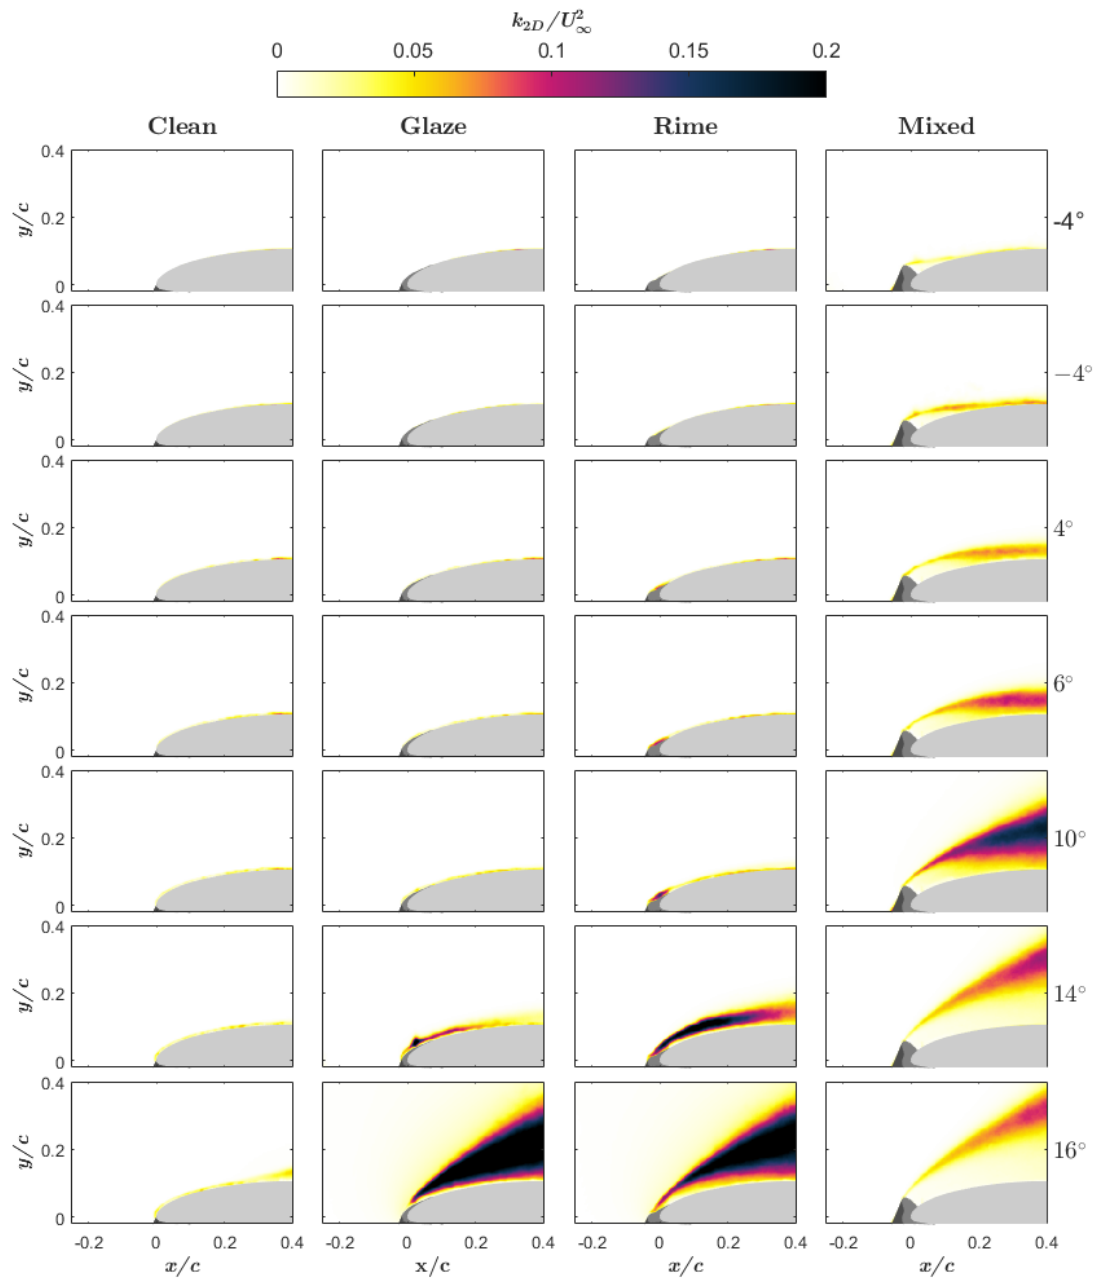 k2D/U²∞
0 0.05 0.1 0.15 0.2
Clean Glaze Rime Mixed
0.4
y/c 0.2 -4°
0
0.4
y/c 0.2 −4°
0
0.4
y/c 0.2 4°
0
0.4
y/c 0.2 6°
0
0.4
y/c 0.2 10°
0
0.4
y/c 0.2 14°
0
0.4
y/c 0.2 16°
0
-0.2 0 0.2 0.4 -0.2 0 0.2 0.4 -0.2 0 0.2 0.4 -0.2 0 0.2 0.4
x/c x/c x/c x/c